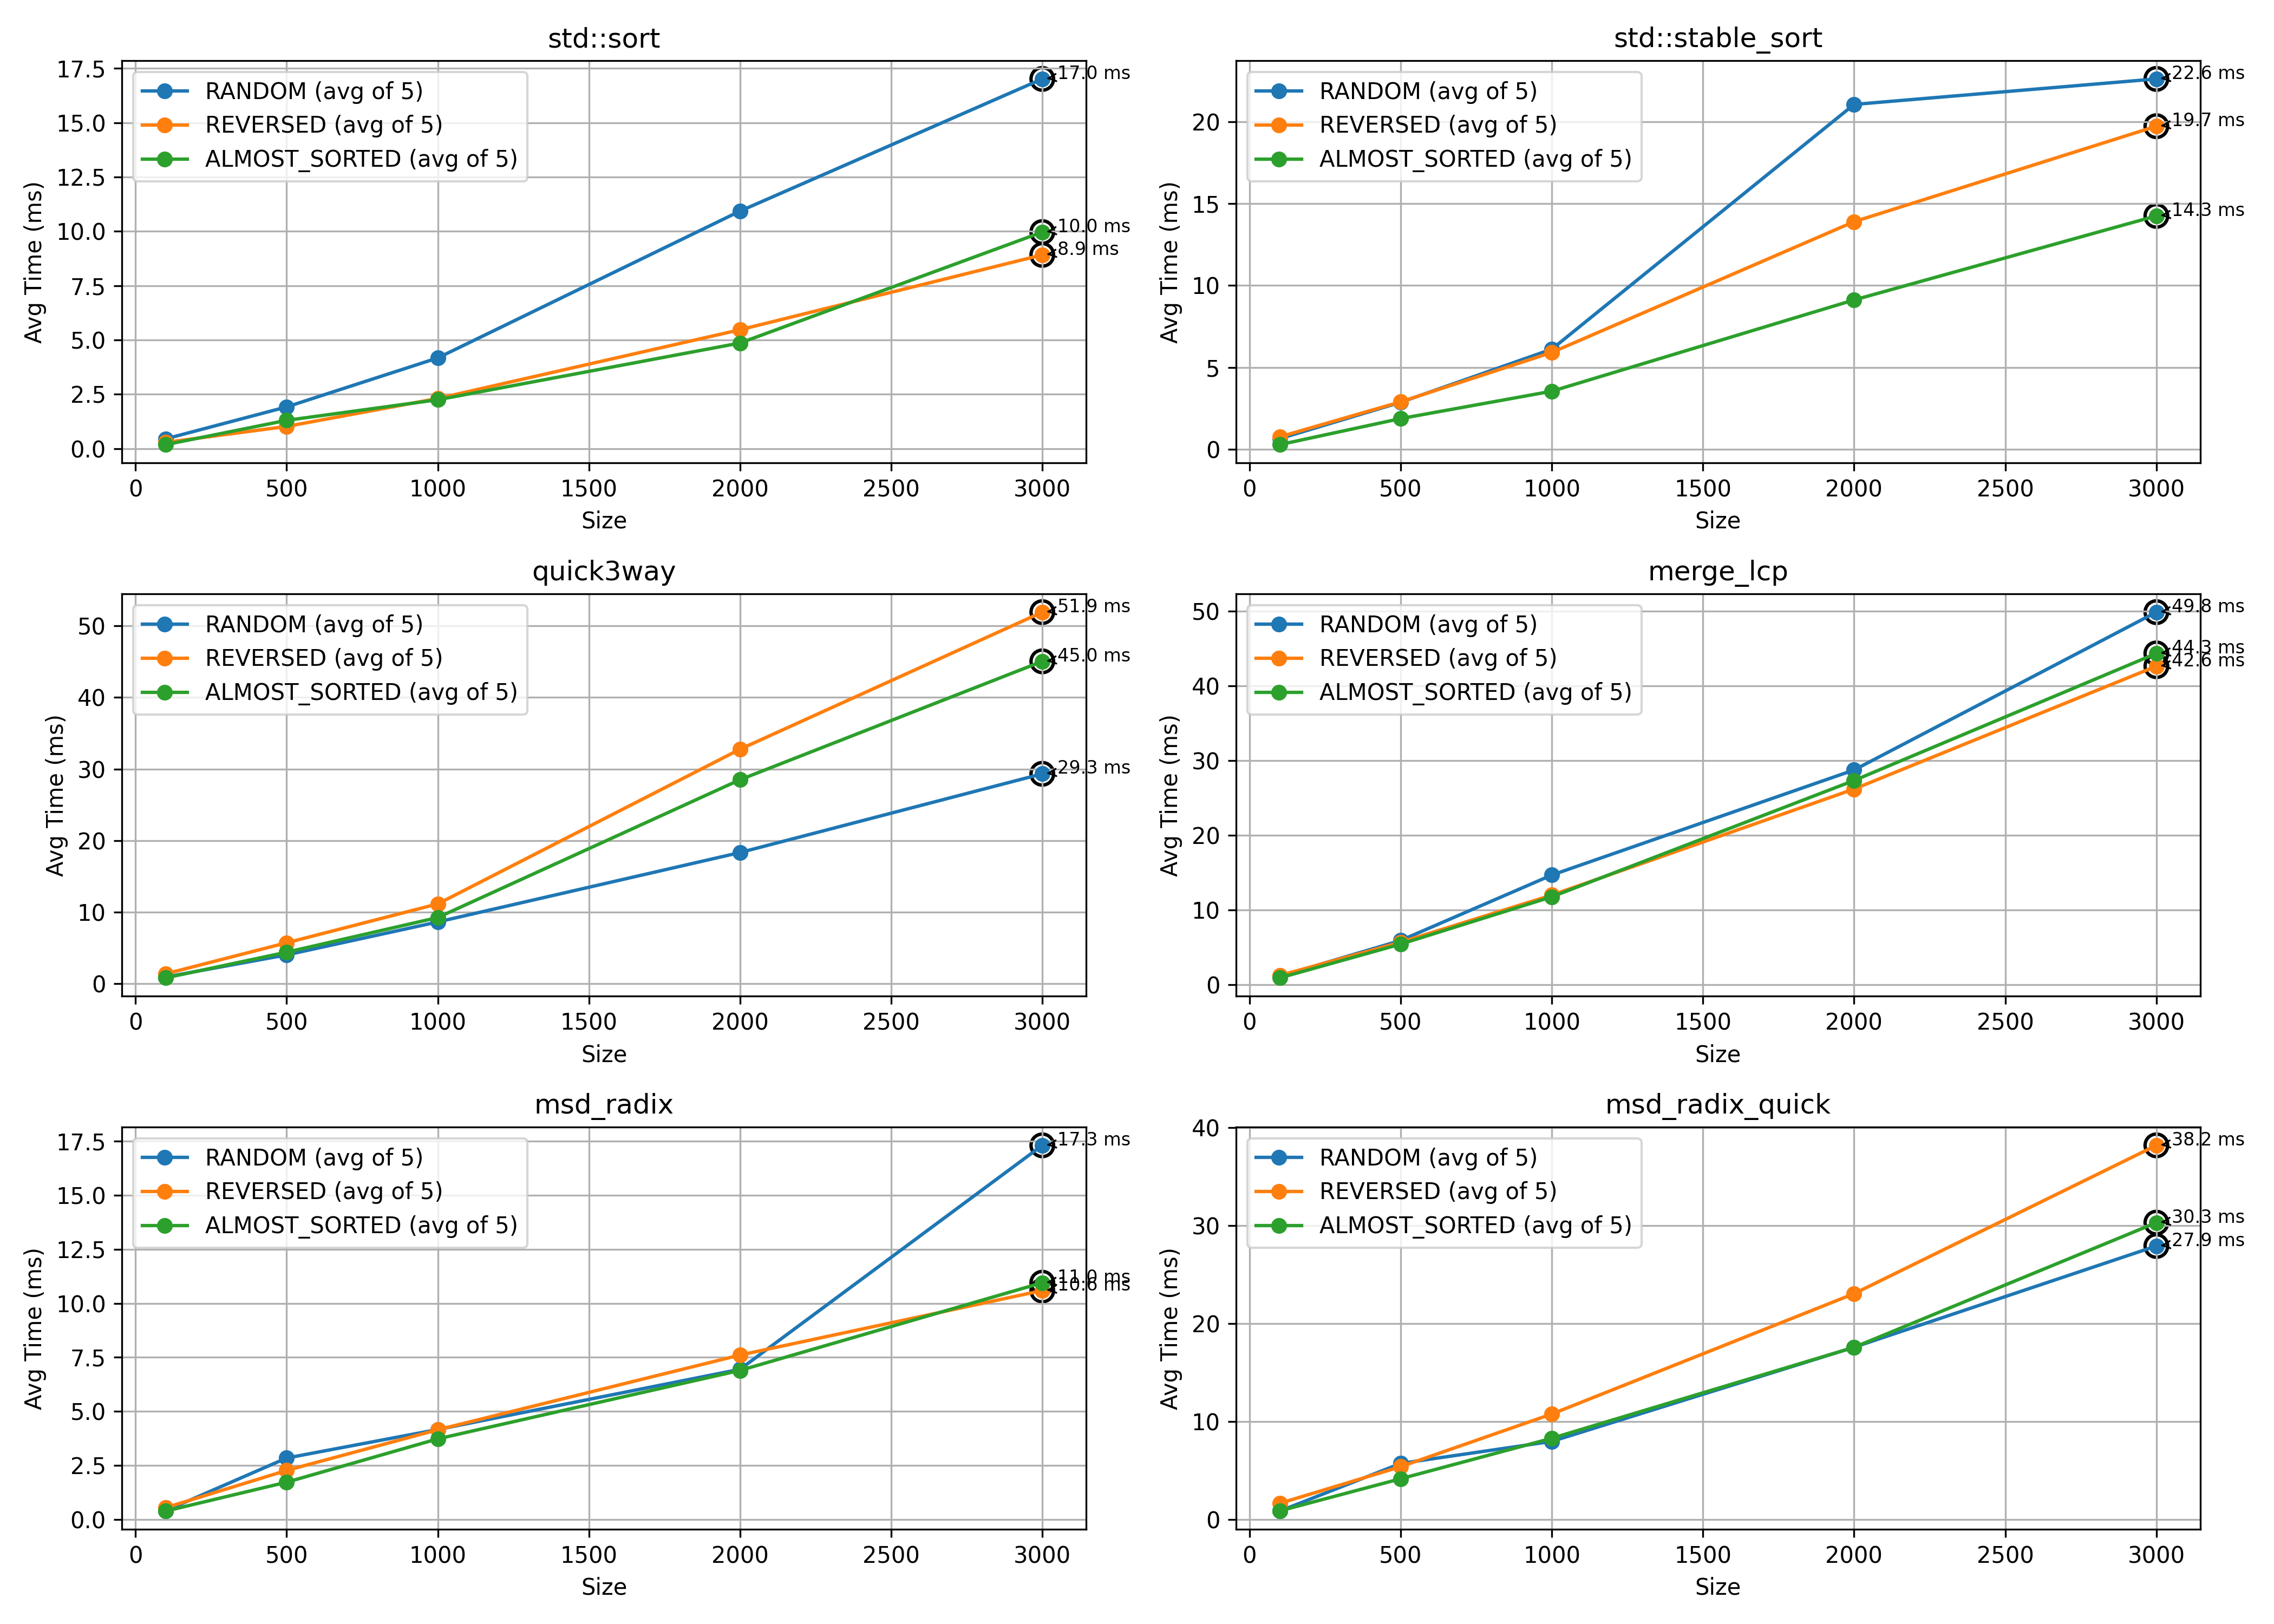 std::sort
17.5
15.0
12.5
10.0
7.5
5.0
2.5
0.0
Avg Time (ms)
RANDOM (avg of 5)
REVERSED (avg of 5)
ALMOST_SORTED (avg of 5)
17.0 ms
10.0 ms
8.9 ms
0 500 1000 1500 2000 2500 3000
Size
std::stable_sort
20
15
10
5
0
Avg Time (ms)
RANDOM (avg of 5)
REVERSED (avg of 5)
ALMOST_SORTED (avg of 5)
22.6 ms
19.7 ms
14.3 ms
0 500 1000 1500 2000 2500 3000
Size
quick3way
50
40
30
20
10
0
Avg Time (ms)
RANDOM (avg of 5)
REVERSED (avg of 5)
ALMOST_SORTED (avg of 5)
51.9 ms
45.0 ms
29.3 ms
0 500 1000 1500 2000 2500 3000
Size
merge_lcp
50
40
30
20
10
0
Avg Time (ms)
RANDOM (avg of 5)
REVERSED (avg of 5)
ALMOST_SORTED (avg of 5)
49.8 ms
44.3 ms
42.6 ms
0 500 1000 1500 2000 2500 3000
Size
msd_radix
17.5
15.0
12.5
10.0
7.5
5.0
2.5
0.0
Avg Time (ms)
RANDOM (avg of 5)
REVERSED (avg of 5)
ALMOST_SORTED (avg of 5)
17.3 ms
11.0 ms
10.6 ms
0 500 1000 1500 2000 2500 3000
Size
msd_radix_quick
40
30
20
10
0
Avg Time (ms)
RANDOM (avg of 5)
REVERSED (avg of 5)
ALMOST_SORTED (avg of 5)
38.2 ms
30.3 ms
27.9 ms
0 500 1000 1500 2000 2500 3000
Size